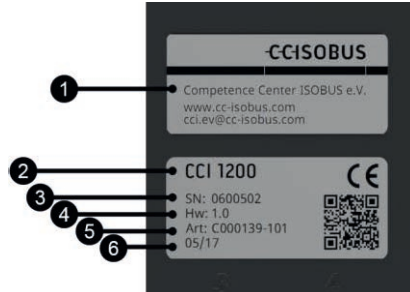 CCISOBUS
1
Competence Center ISOBUS e.V.
www.cc-isobus.com
cci.ev@cc-isobus.com
2
CCI 1200
CE
3
SN: 0600502
4
Hw: 1.0
5
Art: C000139-101
6
05/17